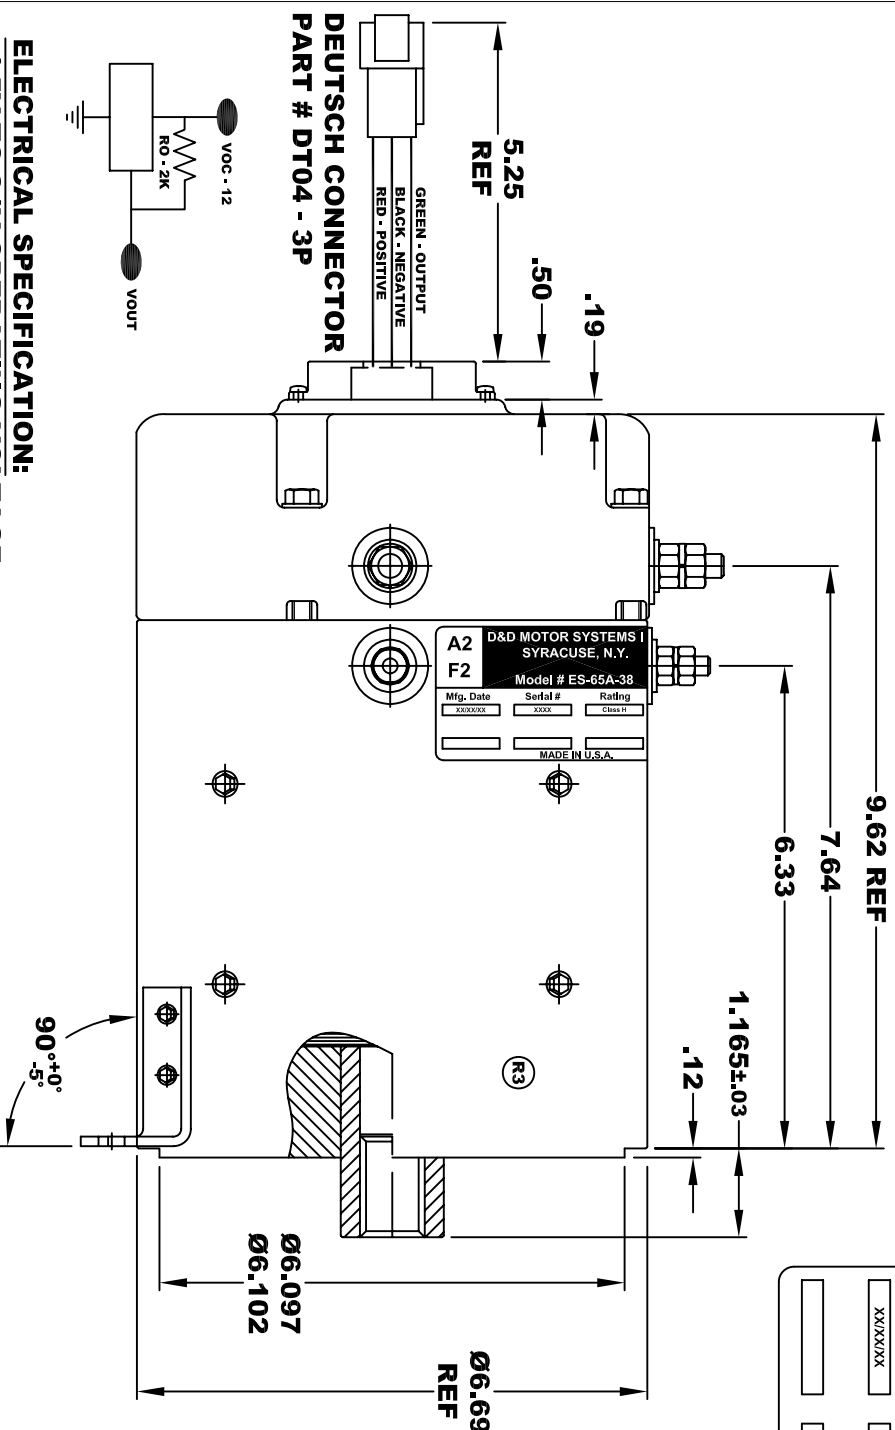 DEUTSCH CONNECTOR
PART # DT04 - 3P
5.25
REF
.50
.19
GREEN - OUTPUT
BLACK - NEGATIVE
RED - POSITIVE
VOC - 12
RO - 2K
VOUT
ELECTRICAL SPECIFICATION:
9.62 REF
7.64
6.33
1.165±.03
.12
A2
F2
D&D MOTOR SYSTEMS I
SYRACUSE, N.Y.
Model # ES-65A-38
Mfg. Date
Serial #
Rating
XX/XX/XX
XXXX
Class H
MADE IN U.S.A.
R3
90°+0°
-5°
Ø6.097
Ø6.102
Ø6.69
REF
XX/XX/XX